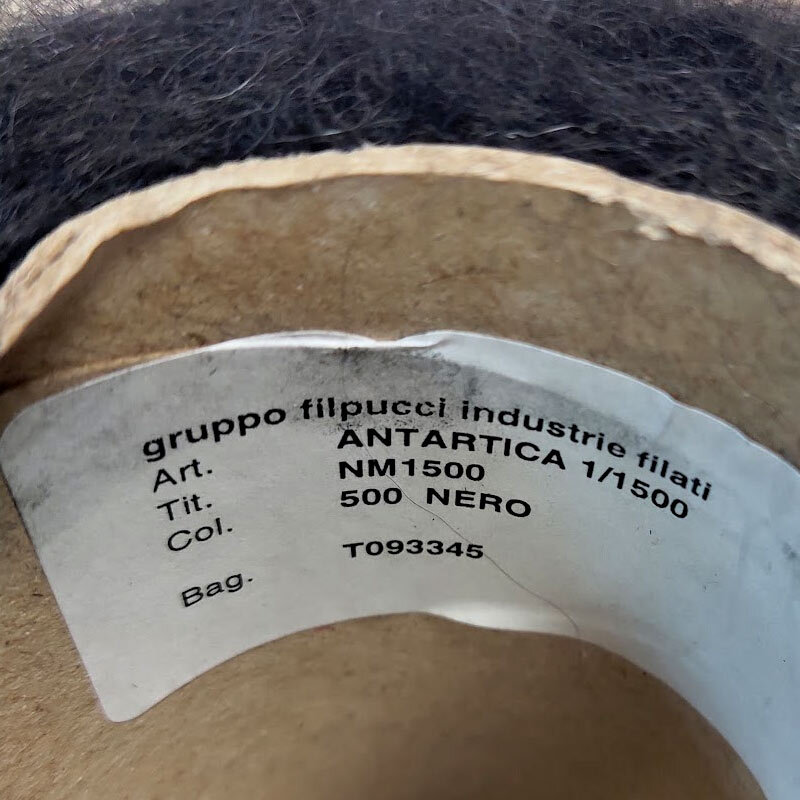 gruppo filpucci industrie filati
Art. ANTARTICA 1/1500
Tit. NM1500
Col. 500 NERO
Bag. T093345